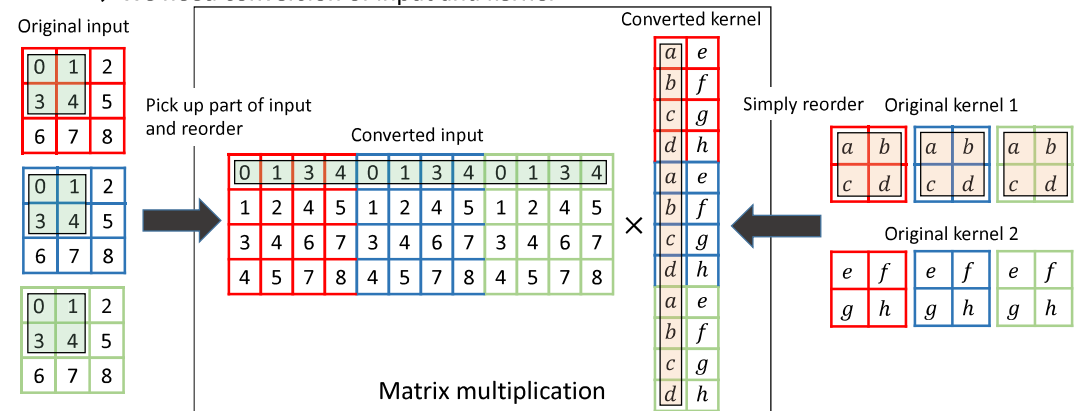 Original input
0 1 2
3 4 5
6 7 8
0 1 2
3 4 5
6 7 8
0 1 2
3 4 5
6 7 8
Pick up part of input
and reorder
Converted input
0 1 3 4 0 1 3 4 0 1 3 4
1 2 4 5 1 2 4 5 1 2 4 5
3 4 6 7 3 4 6 7 3 4 6 7
4 5 7 8 4 5 7 8 4 5 7 8
×
Converted kernel
a e
b f
c g
d h
a e
b f
c g
d h
a e
b f
c g
d h
Matrix multiplication
Simply reorder
Original kernel 1
a b a b a b
c d c d c d
Original kernel 2
e f e f e f
g h g h g h